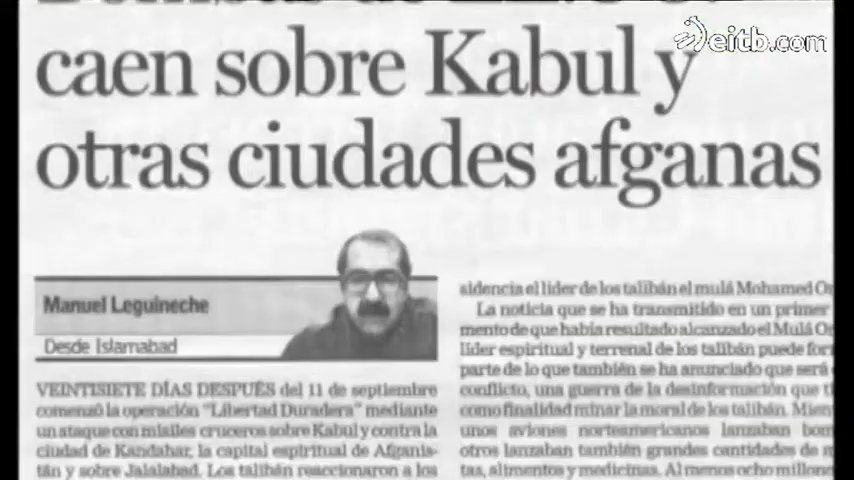 eitb.com
caen sobre Kabul y
otras ciudades afganas
Manuel Leguineche
Desde Islamabad
VEINTISIETE DÍAS DESPUÉS del 11 de septiembre
comenzó la operación "Libertad Duradera" mediante
un ataque con misiles cruceros sobre Kabul y contra la
ciudad de Kandahar, la capital espiritual de Afganis-
tán y sobre Jalalabad. Los talibán reaccionaron a los
sidencia el líder de los talibán el mulá Mohamed O
La noticia que se ha transmitido en un primer
mento de que había resultado alcanzado el Mulá O
líder espiritual y terrenal de los talibán puede for
parte de lo que también se ha anunciado que será
conflicto, una guerra de la desinformación que t
como finalidad minar la moral de los talibán. Mien
unos aviones norteamericanos lanzaban bom
otros lanzaban también grandes cantidades de m
tas, alimentos y medicinas. Al menos ocho millone